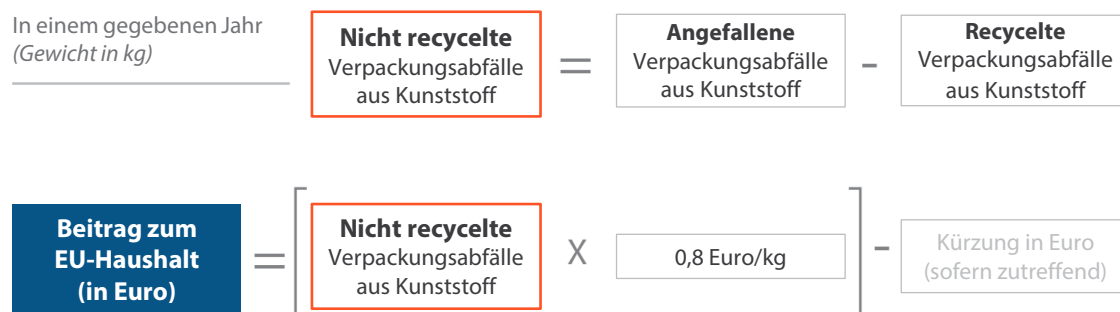 In einem gegebenen Jahr
(Gewicht in kg)
Nicht recycelte
Verpackungsabfälle
aus Kunststoff
=
Angefallene
Verpackungsabfälle
aus Kunststoff
-
Recycelte
Verpackungsabfälle
aus Kunststoff
Beitrag zum
EU-Haushalt
(in Euro)
=
[
Nicht recycelte
Verpackungsabfälle
aus Kunststoff
X
0,8 Euro/kg
]
-
Kürzung in Euro
(sofern zutreffend)